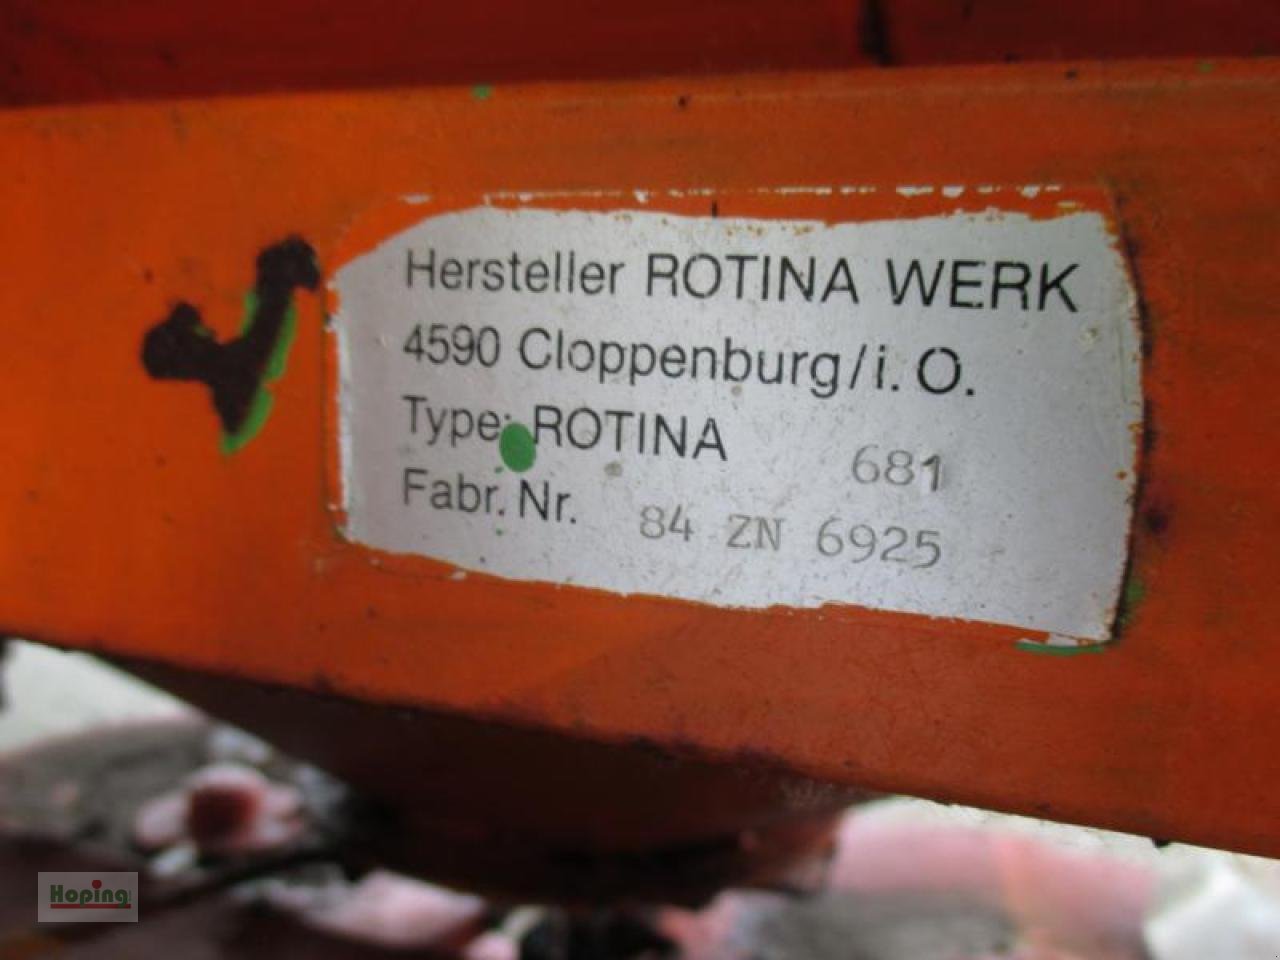 Hersteller ROTINA WERK
4590 Cloppenburg/i. O.
Type: ROTINA 681
Fabr. Nr. 84 ZN 6925
Hoping